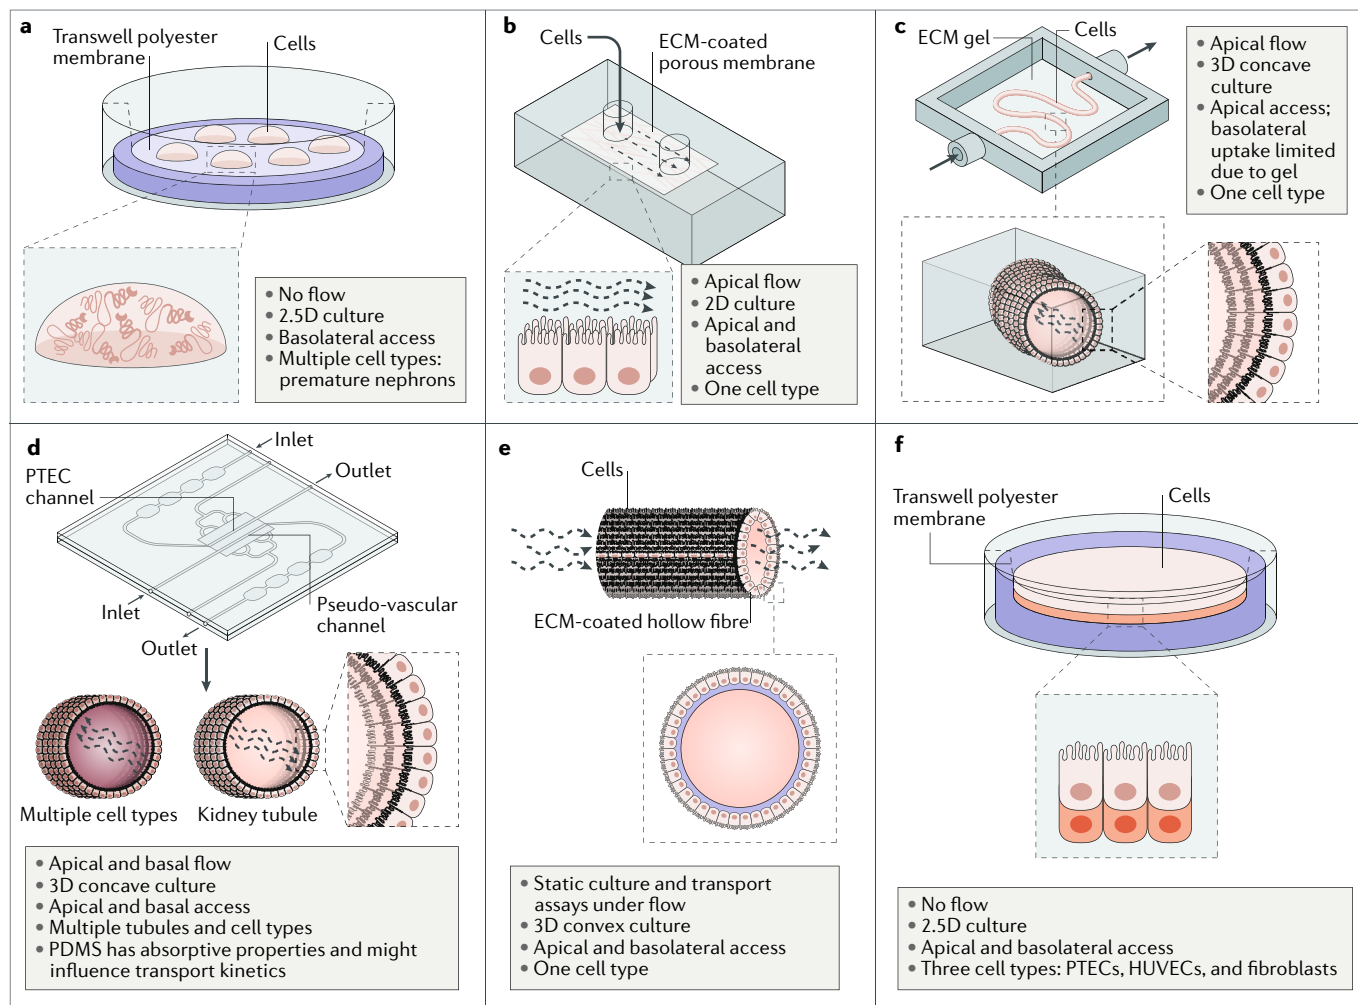 a
Transwell polyester
membrane
Cells
• No flow
• 2.5D culture
• Basolateral access
• Multiple cell types:
premature nephrons
b
Cells
ECM-coated
porous membrane
• Apical flow
• 2D culture
• Apical and
basolateral
access
• One cell type
c
ECM gel
Cells
• Apical flow
• 3D concave
culture
• Apical access;
basolateral
uptake limited
due to gel
• One cell type
d
Inlet
PTEC
channel
Outlet
Inlet
Pseudo-vascular
channel
Outlet
Multiple cell types
Kidney tubule
• Apical and basal flow
• 3D concave culture
• Apical and basal access
• Multiple tubules and cell types
• PDMS has absorptive properties and might
influence transport kinetics
e
Cells
ECM-coated hollow fibre
• Static culture and transport
assays under flow
• 3D convex culture
• Apical and basolateral access
• One cell type
f
Transwell polyester
membrane
Cells
• No flow
• 2.5D culture
• Apical and basolateral access
• Three cell types: PTECs, HUVECs, and fibroblasts